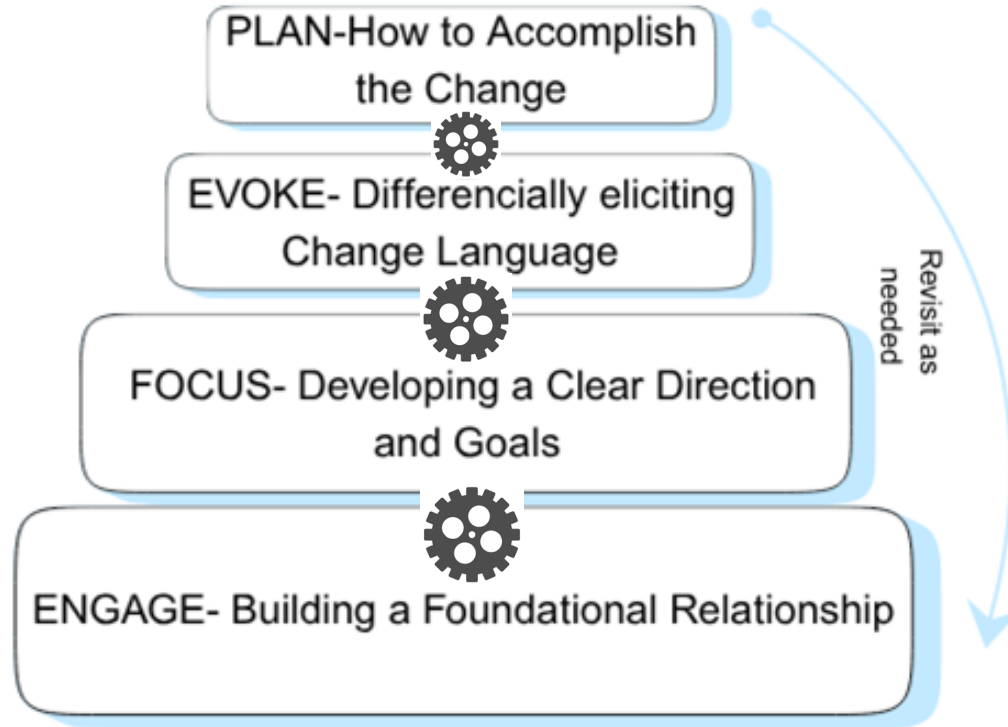 PLAN-How to Accomplish
the Change
EVOKE- Differencially eliciting
Change Language
FOCUS- Developing a Clear Direction
and Goals
ENGAGE- Building a Foundational Relationship
Revisit as
needed